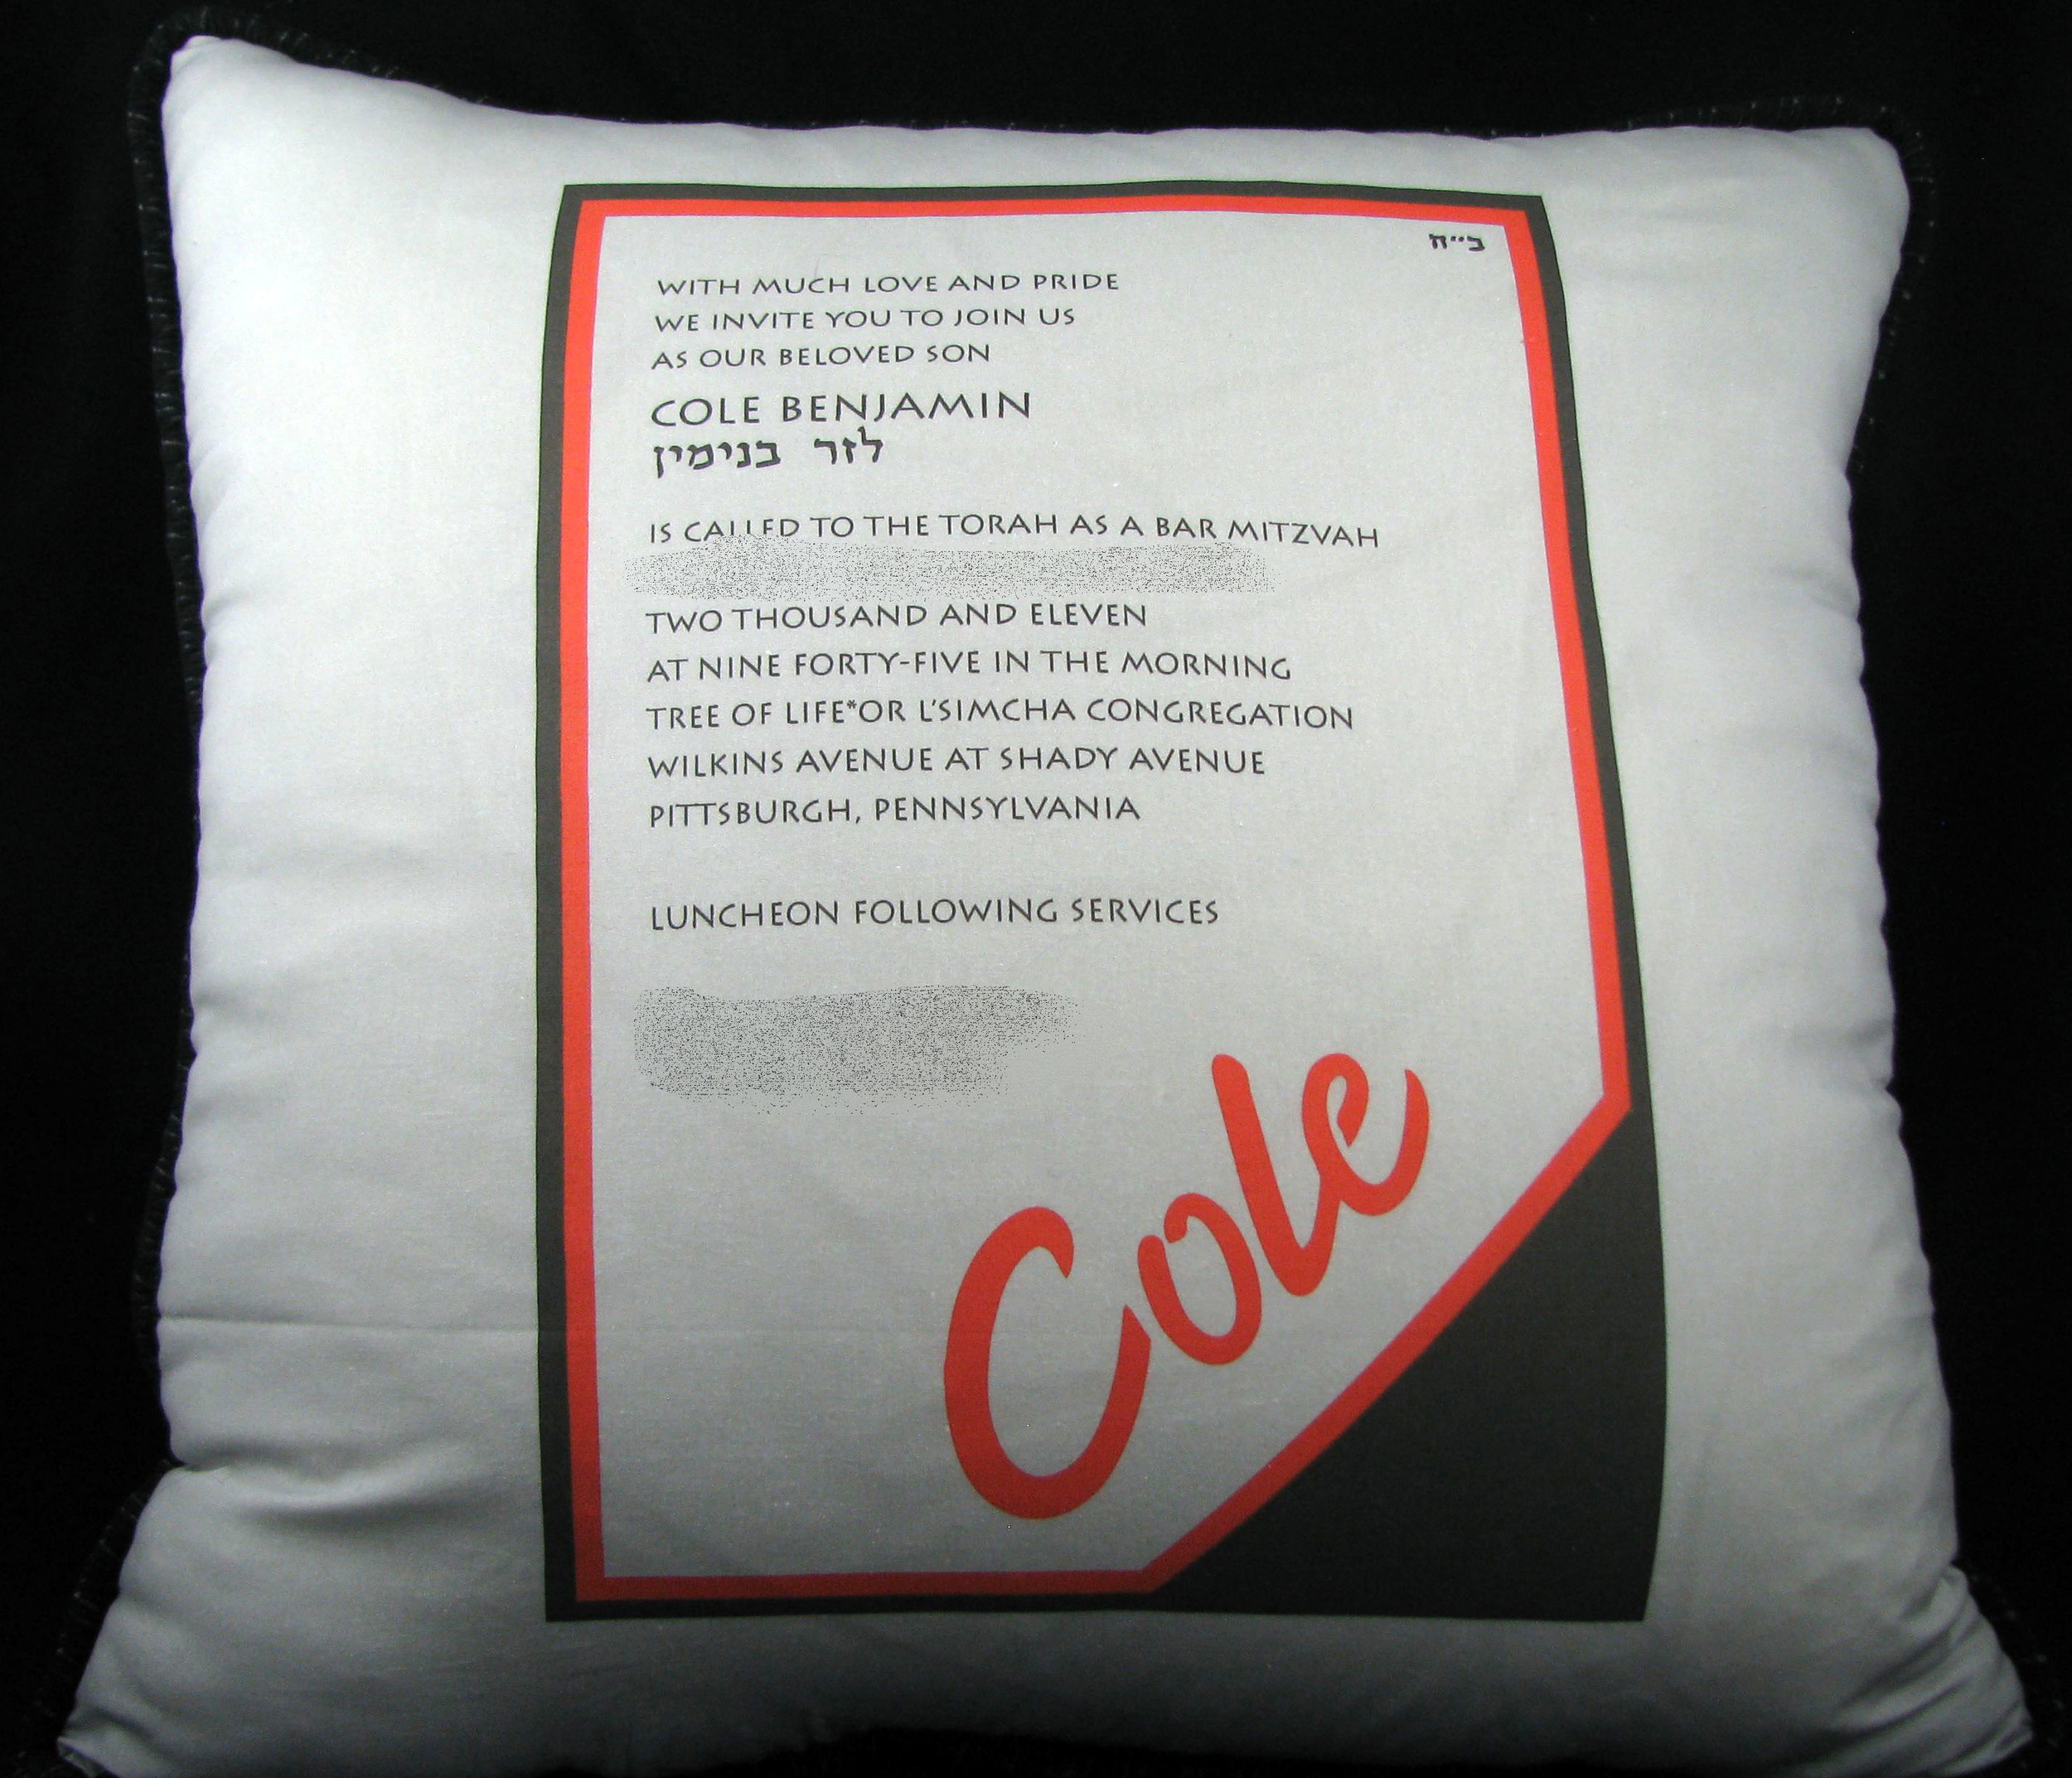 ב״ח
WITH MUCH LOVE AND PRIDE
WE INVITE YOU TO JOIN US
AS OUR BELOVED SON
COLE BENJAMIN
לזר בנימין
IS CALLED TO THE TORAH AS A BAR MITZVAH
TWO THOUSAND AND ELEVEN
AT NINE FORTY-FIVE IN THE MORNING
TREE OF LIFE*OR L'SIMCHA CONGREGATION
WILKINS AVENUE AT SHADY AVENUE
PITTSBURGH, PENNSYLVANIA
LUNCHEON FOLLOWING SERVICES
Cole